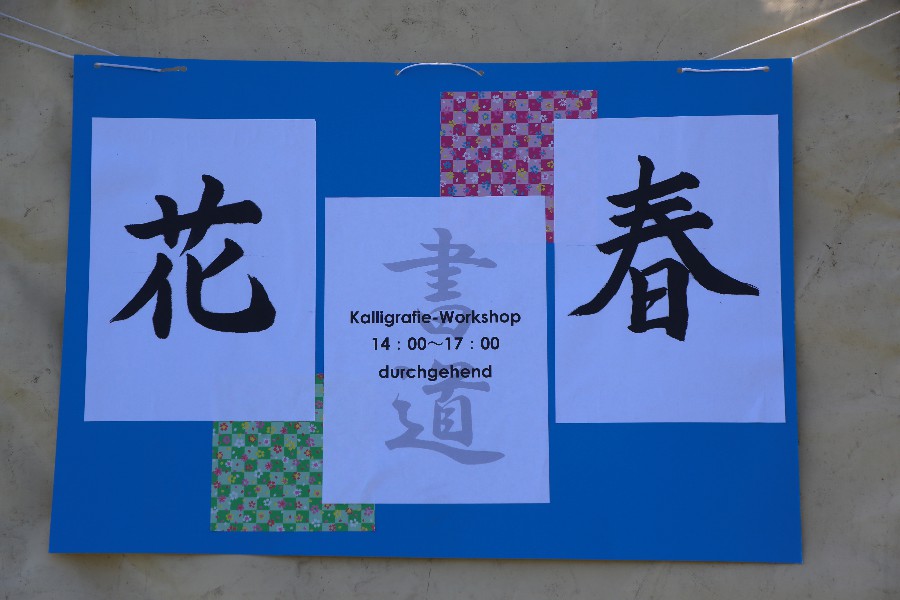 花
書道
Kalligrafie-Workshop
14：00～17：00
durchgehend
春